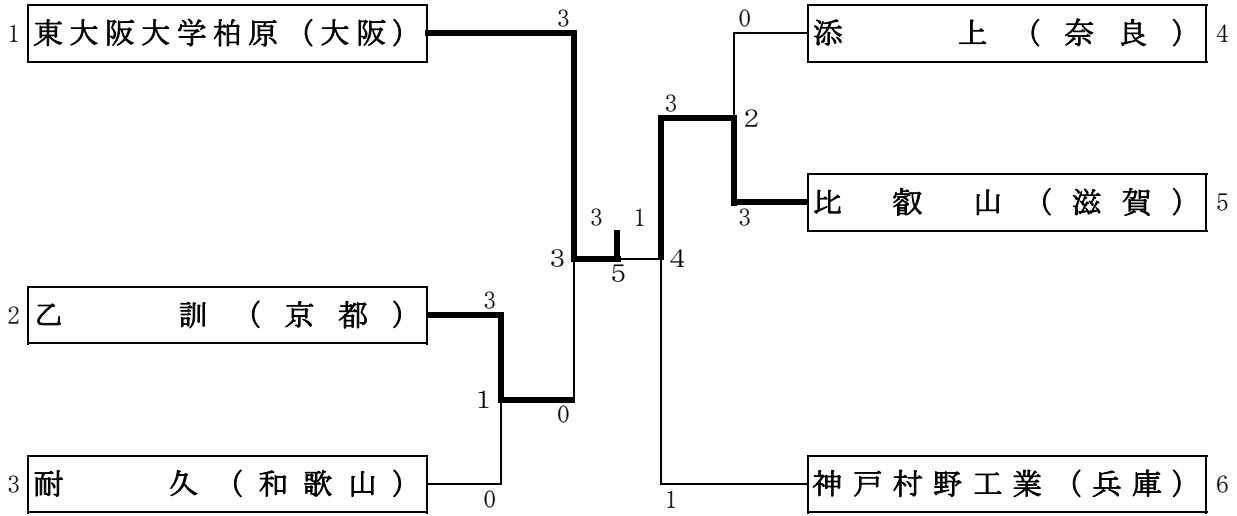 3
0
1 東大阪大学柏原（大阪）
添上（奈良） 4
3
2
比叡山（滋賀） 5
3 1
3
3
4
5
2 乙訓（京都）
3
1
0
3 耐久（和歌山）
0
神戸村野工業（兵庫） 6
1